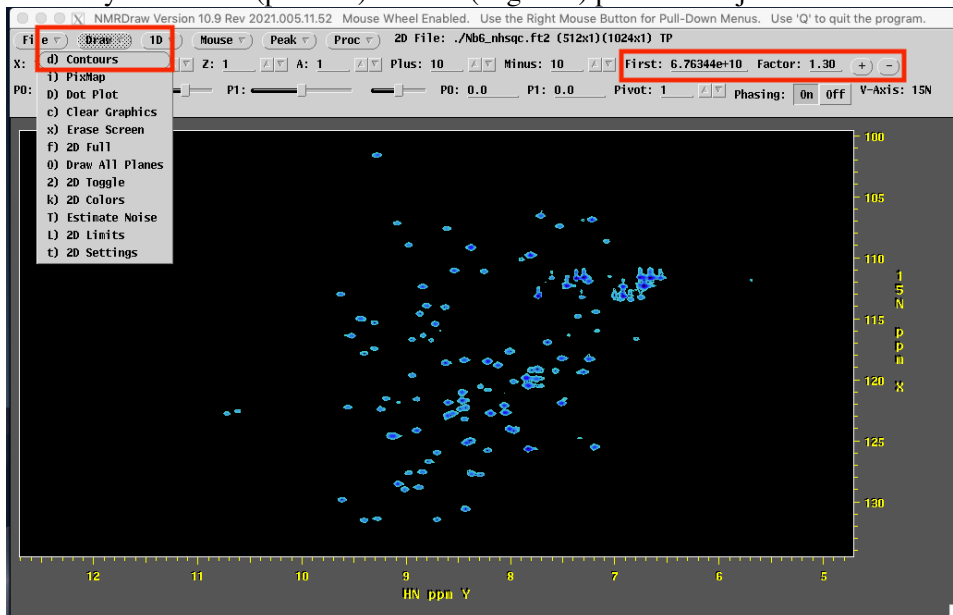 NMRDraw Version 10.9 Rev 2021.005.11.52 Mouse Wheel Enabled. Use the Right Mouse Button for Pull-Down Menus. Use 'Q' to quit the program.
File Draw 1D Mouse Peak Proc 2D File: ./Nb6_nhsqc.ft2 (512x1)(1024x1) TP
X: Z: 1 A: 1 Plus: 10 Minus: 10 First: 6.76344e+10 Factor: 1.30 + -
P0: P1: P0: 0.0 P1: 0.0 Pivot: 1 Phasing: On Off V-Axis: 15N
d) Contours
i) PixMap
D) Dot Plot
c) Clear Graphics
x) Erase Screen
f) 2D Full
0) Draw All Planes
2) 2D Toggle
k) 2D Colors
T) Estimate Noise
L) 2D Limits
t) 2D Settings
100
105
110
115
120
125
130
15N ppm X
12 11 10 9 8 7 6 5
HN ppm Y